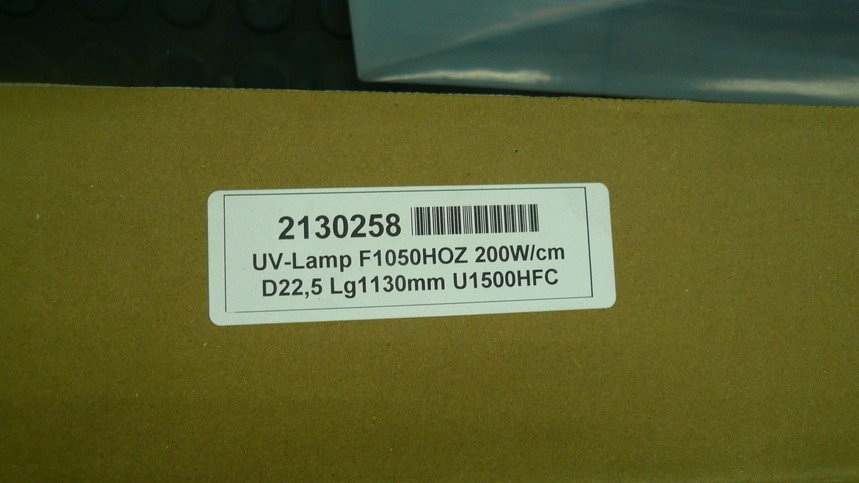 2130258
UV-Lamp F1050HOZ 200W/cm
D22,5 Lg1130mm U1500HFC